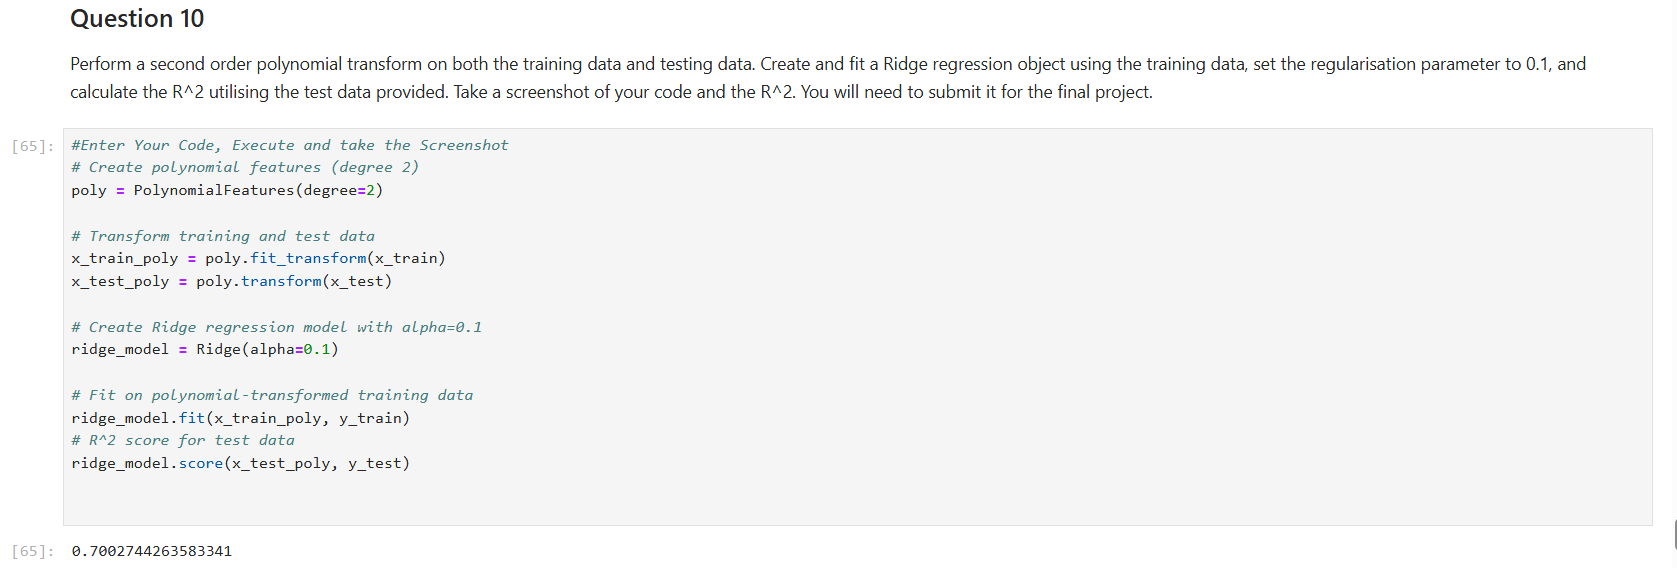 Question 10
Perform a second order polynomial transform on both the training data and testing data. Create and fit a Ridge regression object using the training data, set the regularisation parameter to 0.1, and
calculate the R^2 utilising the test data provided. Take a screenshot of your code and the R^2. You will need to submit it for the final project.
[65]: #Enter Your Code, Execute and take the Screenshot
# Create polynomial features (degree 2)
poly = PolynomialFeatures(degree=2)
# Transform training and test data
x_train_poly = poly.fit_transform(x_train)
x_test_poly = poly.transform(x_test)
# Create Ridge regression model with alpha=0.1
ridge_model = Ridge(alpha=0.1)
# Fit on polynomial-transformed training data
ridge_model.fit(x_train_poly, y_train)
# R^2 score for test data
ridge_model.score(x_test_poly, y_test)
[65]: 0.7002744263583341